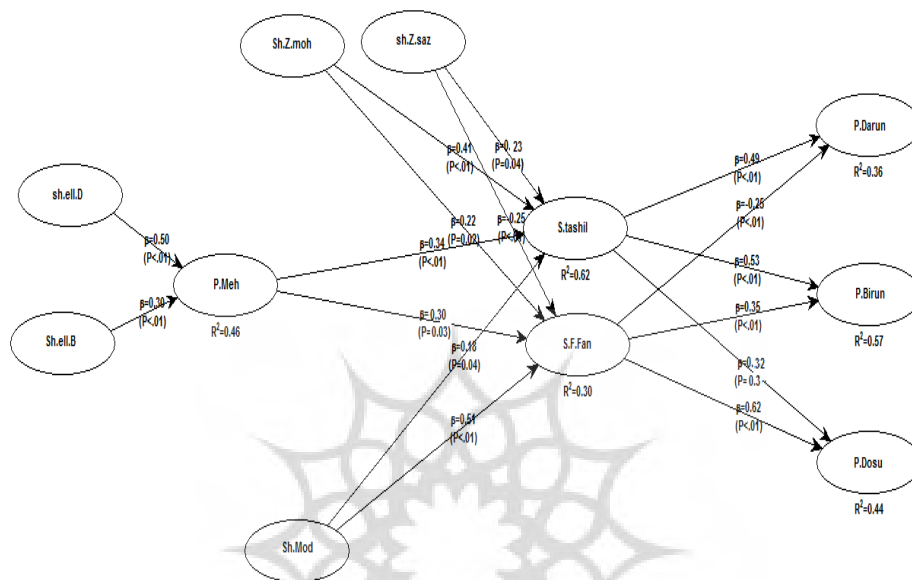 Sh.Z.moh
sh.Z.saz
P.Darun
R²=0.36
β=0.41
(P<.01)
β=0.23
(P=0.04)
β=0.49
(P<.01)
sh.ell.D
β=0.22
(P=0.02)
β=-0.25
S.tashil
R²=0.62
β=-0.25
(P<.01)
β=0.50
(P<.01)
β=0.34
(P<.01)
β=0.53
(P<.01)
P.Meh
R²=0.46
P.Birun
R²=0.57
β=0.30
(P<.01)
Sh.ell.B
β=0.30
(P=0.03)
β=0.35
(P<.01)
S.F.Fan
R²=0.30
β=0.18
(P=0.04)
β=0.32
(P=0.3
β=0.62
(P<.01)
β=0.51
(P<.01)
P.Dosu
R²=0.44
Sh.Mod